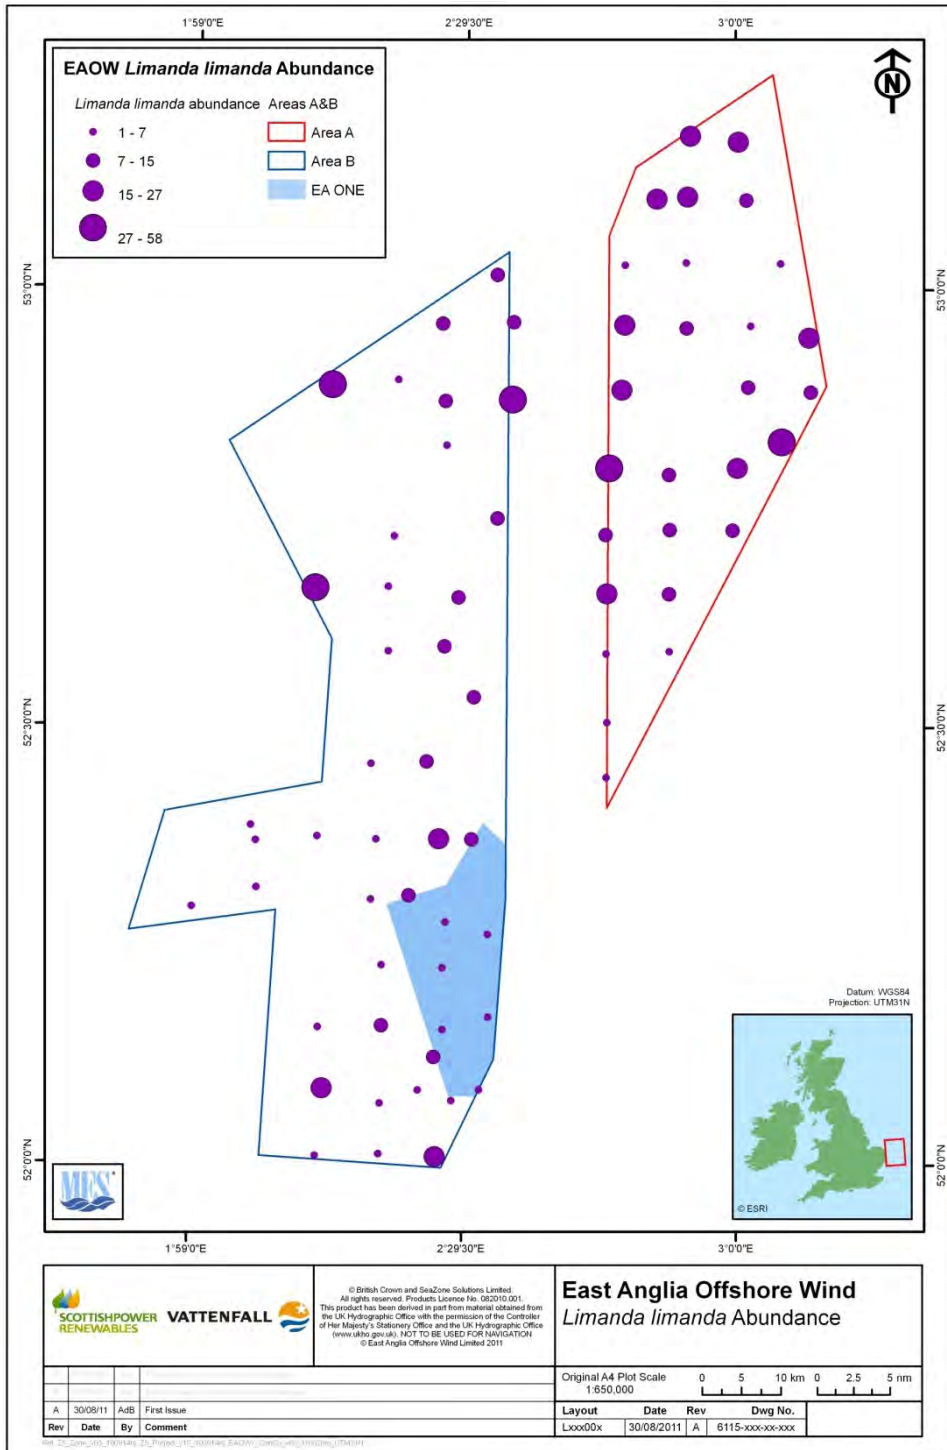 1°59'0"E 2°29'30"E 3°0'0"E
EAOW Limanda limanda Abundance
Limanda limanda abundance Areas A&B
1 - 7 Area A
7 - 15 Area B
15 - 27 EA ONE
27 - 58
N
53°0'0"N 53°0'0"N
52°30'0"N 52°30'0"N
52°0'0"N 52°0'0"N
Datum: WGS84
Projection: UTM31N
© ESRI
MES
1°59'0"E 2°29'30"E 3°0'0"E
SCOTTISHPOWER
RENEWABLES
VATTENFALL
© British Crown and SeaZone Solutions Limited.
All rights reserved. Products Licence No. 082010.001.
This product has been derived in part from material obtained from
the UK Hydrographic Office with the permission of the Controller
of Her Majesty's Stationery Office and the UK Hydrographic Office
(www.ukho.gov.uk). NOT TO BE USED FOR NAVIGATION
© East Anglia Offshore Wind Limited 2011
East Anglia Offshore Wind
Limanda limanda Abundance
Original A4 Plot Scale
1:650,000
0 5 10 km 0 2.5 5 nm
A 30/08/11 AdB First Issue
Rev Date By Comment
Layout Date Rev Dwg No.
Lxxx00x 30/08/2011 A 6115-xxx-xx-xxx